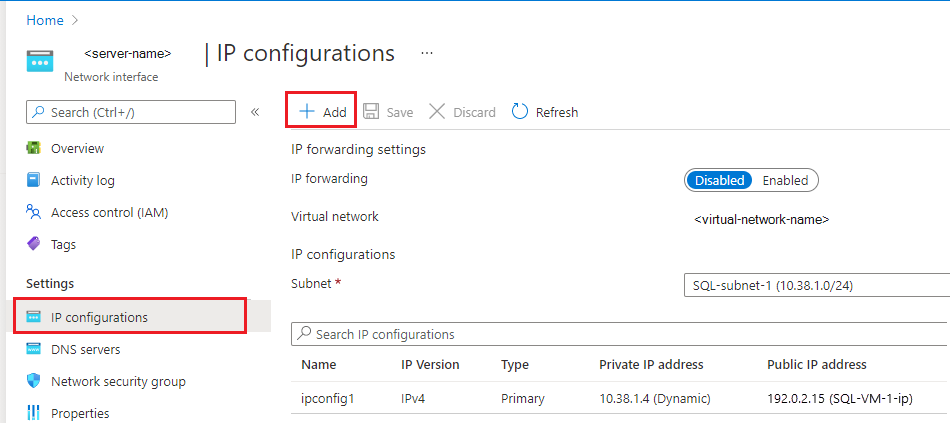 Home
<server-name>
| IP configurations ...
Network interface
Search (Ctrl+/)
«
+ Add Save Discard Refresh
Overview
Activity log
Access control (IAM)
Tags
Settings
IP configurations
DNS servers
Network security group
Properties
IP forwarding settings
IP forwarding Disabled Enabled
Virtual network <virtual-network-name>
IP configurations
Subnet * SQL-subnet-1 (10.38.1.0/24)
Search IP configurations
Name IP Version Type Private IP address Public IP address
ipconfig1 IPv4 Primary 10.38.1.4 (Dynamic) 192.0.2.15 (SQL-VM-1-ip)